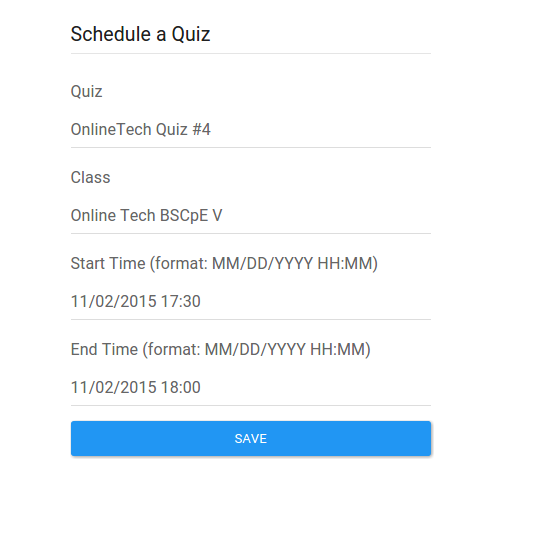 Schedule a Quiz
Quiz
OnlineTech Quiz #4
Class
Online Tech BSCpE V
Start Time (format: MM/DD/YYYY HH:MM)
11/02/2015 17:30
End Time (format: MM/DD/YYYY HH:MM)
11/02/2015 18:00
SAVE